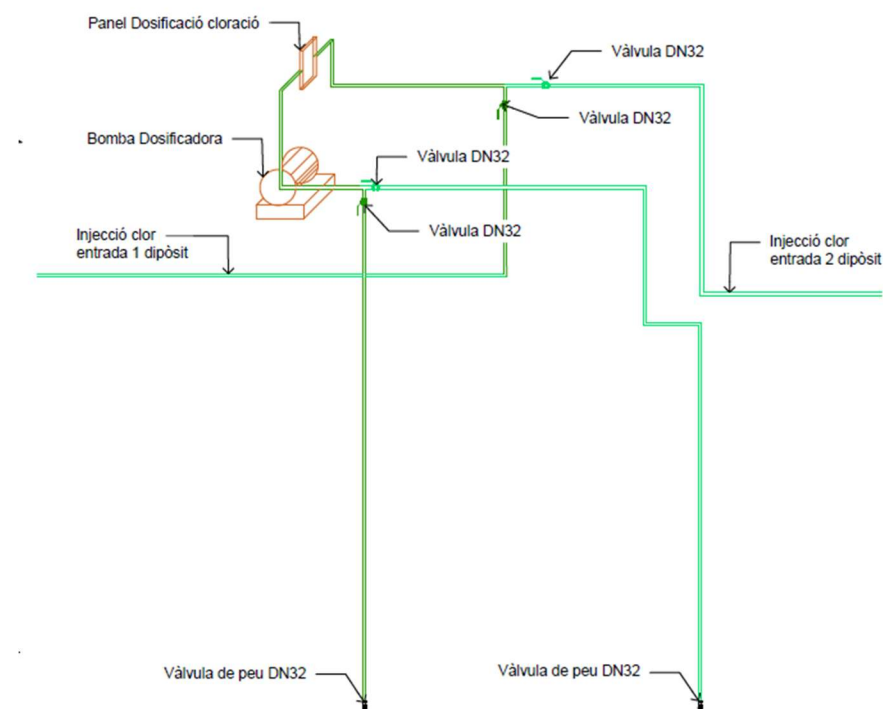 Panel Dosificació cloració
Vàlvula DN32
Vàlvula DN32
Bomba Dosificadora
Vàlvula DN32
Vàlvula DN32
Injecció clor
entrada 1 dipòsit
Injecció clor
entrada 2 dipòsit
Vàlvula de peu DN32
Vàlvula de peu DN32